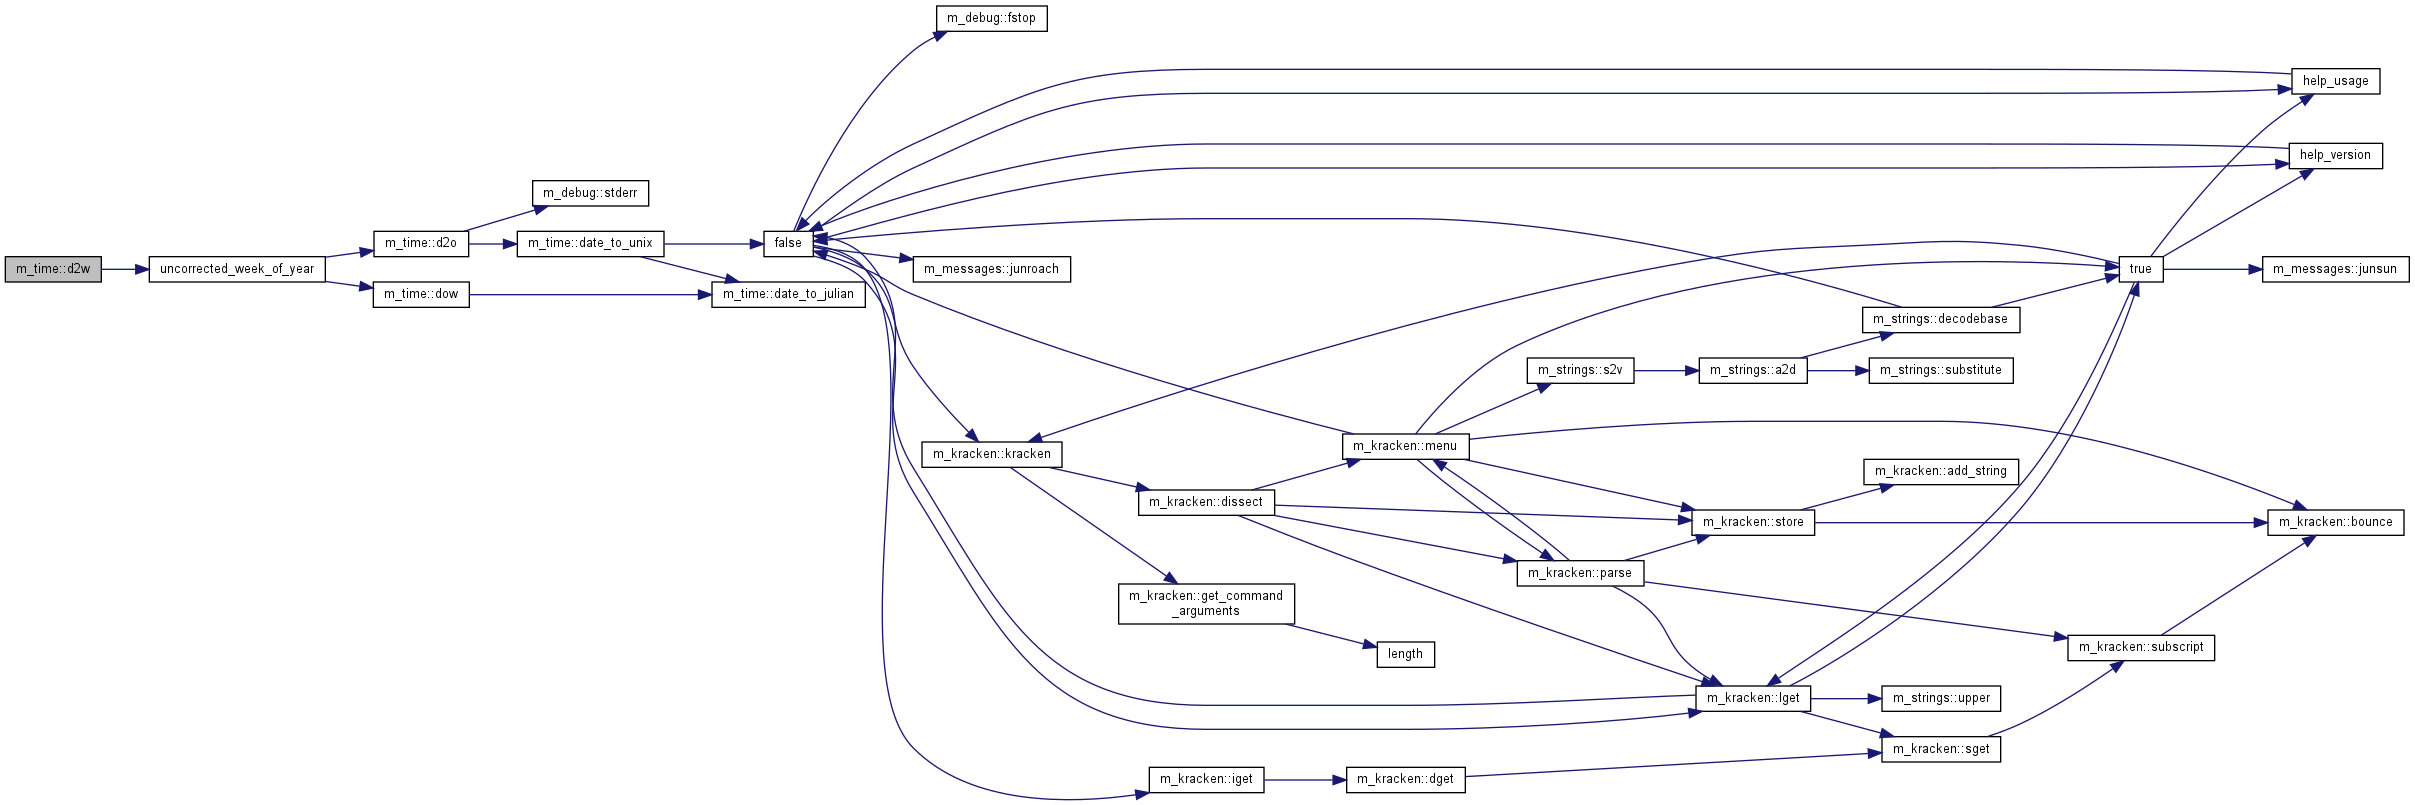 m_debug::fstop
help_usage
help_version
m_debug::stderr
m_time::d2o
m_time::date_to_unix
false
m_time::d2w
uncorrected_week_of_year
m_messages::junroach
true
m_messages::junsun
m_time::dow
m_time::date_to_julian
m_strings::decodebase
m_strings::s2v
m_strings::a2d
m_strings::substitute
m_kracken::kracken
m_kracken::menu
m_kracken::add_string
m_kracken::dissect
m_kracken::store
m_kracken::bounce
m_kracken::parse
m_kracken::get_command
_arguments
length
m_kracken::subscript
m_kracken::lget
m_strings::upper
m_kracken::sget
m_kracken::iget
m_kracken::dget